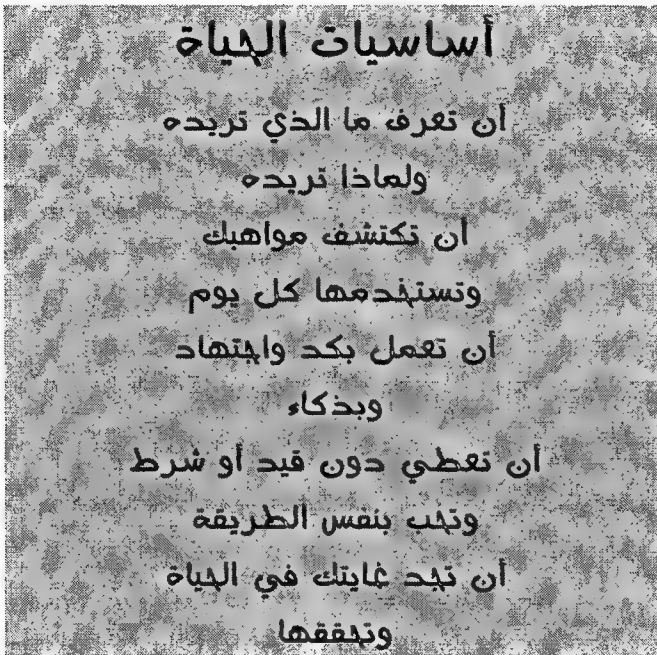 أساسيات الحياة
أن تعرف ما الذي تريده
ولماذا تريده
أن تكتشف مواهبك
وتستخدمها كل يوم
أن تعمل بكد واجتهاد
وبذكاء
أن تعطي دون قيد أو شرط
وتحب بنفس الطريقة
أن تجد غايتك في الحياة
وتحققها